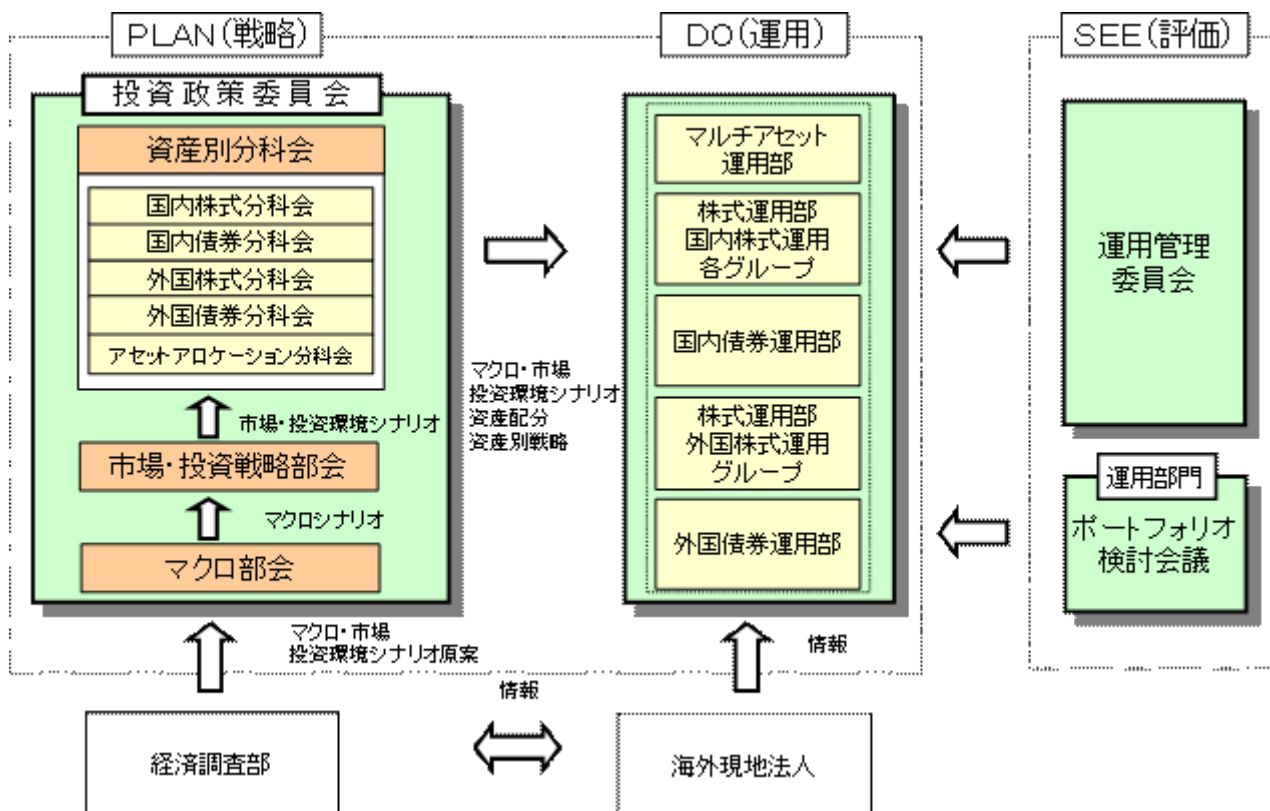 PLAN(戦略)
投資政策委員会
資産別分科会
国内株式分科会
国内債券分科会
外国株式分科会
外国債券分科会
アセットアロケーション分科会
市場・投資環境シナリオ
市場・投資戦略部会
マクロシナリオ
マクロ部会
マクロ・市場
投資環境シナリオ原案
経済調査部
マクロ・市場
投資環境シナリオ
資産配分
資産別戦略
情報
DO(運用)
マルチアセット
運用部
株式運用部
国内株式運用
各グループ
国内債券運用部
株式運用部
外国株式運用
グループ
外国債券運用部
情報
海外現地法人
SEE(評価)
運用管理
委員会
運用部門
ポートフォリオ
検討会議